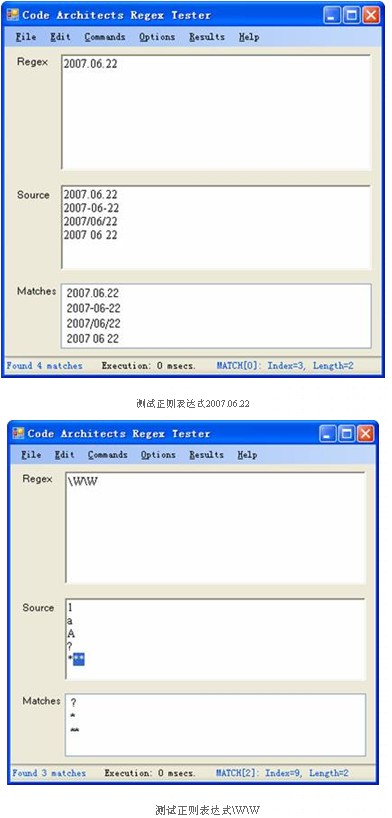 Code Architects Regex Tester
File Edit Commands Options Results Help
Regex
2007.06.22
Source
2007.06.22
2007-06-22
2007/06/22
2007 06 22
Matches
2007.06.22
2007-06-22
2007/06/22
2007 06 22
Found 4 matches Execution: 0 msecs. MATCH[0]: Index=3, Length=2
测试正则表达式2007.06.22
Code Architects Regex Tester
File Edit Commands Options Results Help
Regex
\W\W
Source
1
a
A
?
***
Matches
?
*
**
Found 3 matches Execution: 0 msecs. MATCH[2]: Index=9, Length=2
测试正则表达式\W\W